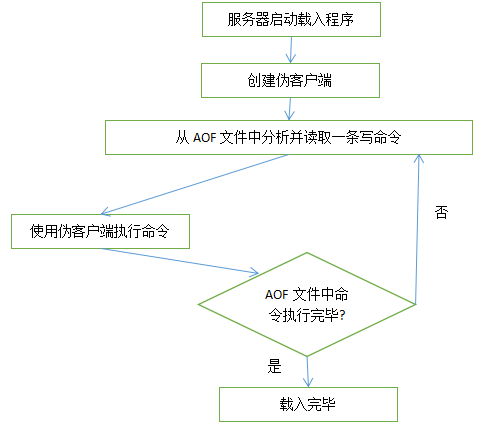 服务器启动载入程序
创建伪客户端
从 AOF 文件中分析并读取一条写命令
否
使用伪客户端执行命令
AOF 文件中命
令执行完毕?
是
载入完毕